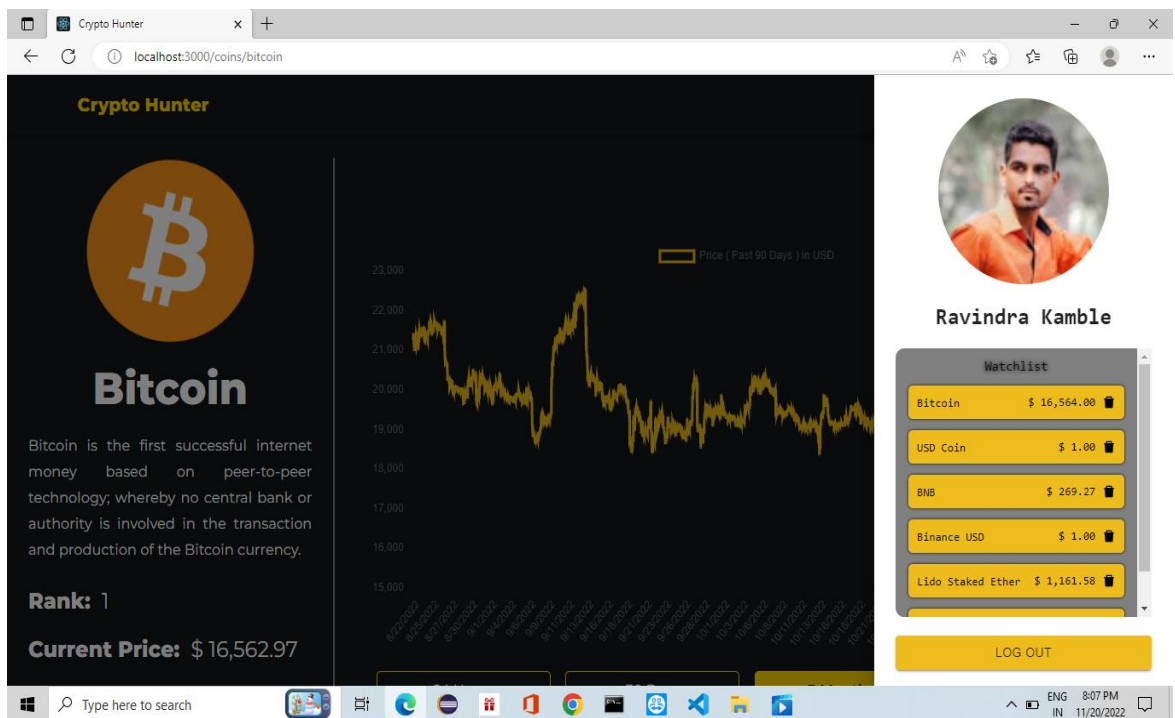 Crypto Hunter
localhost:3000/coins/bitcoin
Crypto Hunter
Bitcoin
Bitcoin is the first successful internet
money based on peer-to-peer
technology; whereby no central bank or
authority is involved in the transaction
and production of the Bitcoin currency.
Rank: 1
Current Price: $ 16,562.97
Price ( Past 90 Days ) in USD
23,000
22,000
21,000
20,000
19,000
18,000
17,000
16,000
15,000
Ravindra Kamble
Watchlist
Bitcoin $ 16,564.00
USD Coin $ 1.00
BNB $ 269.27
Binance USD $ 1.00
Lido Staked Ether $ 1,161.58
LOG OUT
Type here to search
ENG 8:07 PM
IN 11/20/2022